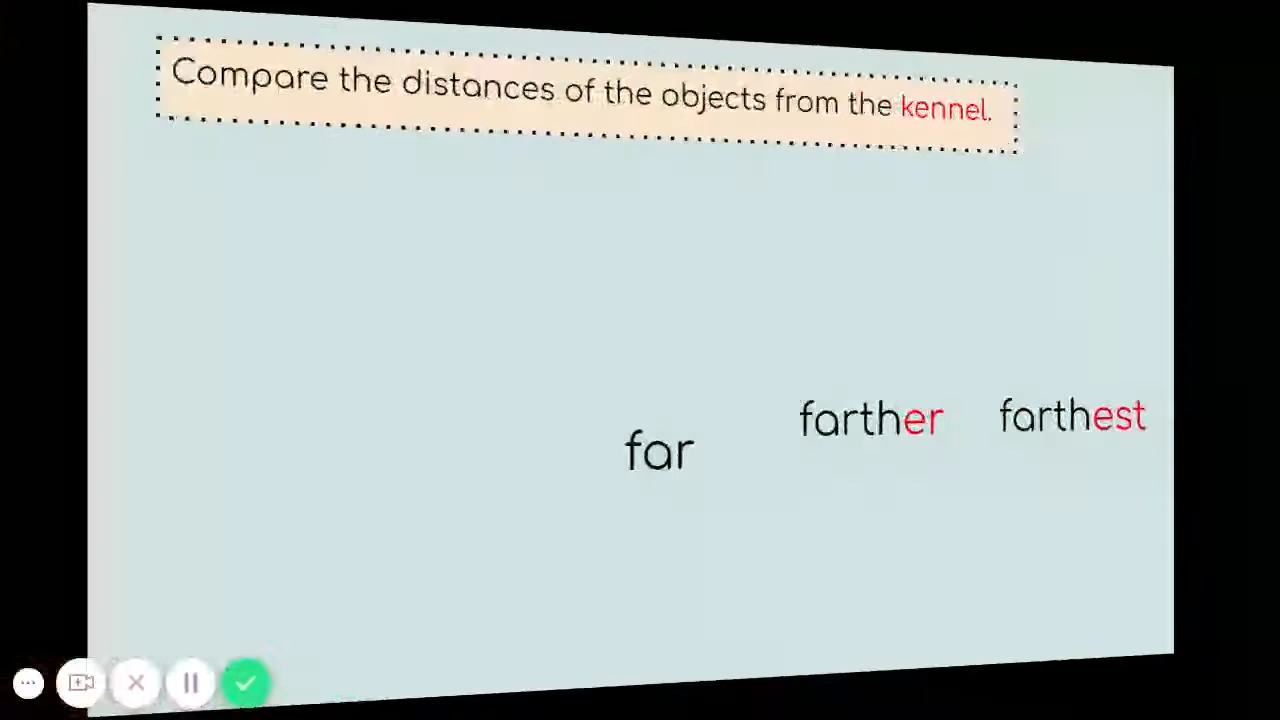 Compare the distances of the objects from the kennel.
far farther farthest